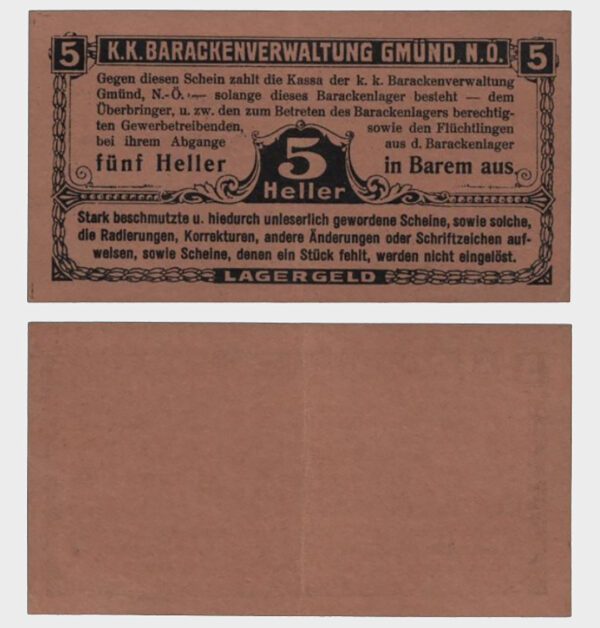 5 K.K. BARACKENVERWALTUNG GMÜND, N.Ö. 5
Gegen diesen Schein zahlt die Kassa der k. k. Barackenverwaltung
Gmünd, N.-Ö. — solange dieses Barackenlager besteht — dem
Überbringer, u. zw. den zum Betreten des Barackenlagers berechtig-
ten Gewerbetreibenden, sowie den Flüchtlingen
bei ihrem Abgange aus d. Barackenlager
fünf Heller 5 in Barem aus.
Heller
Stark beschmutzte u. hiedurch unleserlich gewordene Scheine, sowie solche,
die Radierungen, Korrekturen, andere Änderungen oder Schriftzeichen auf-
weisen, sowie Scheine, denen ein Stück fehlt, werden nicht eingelöst.
LAGERGELD